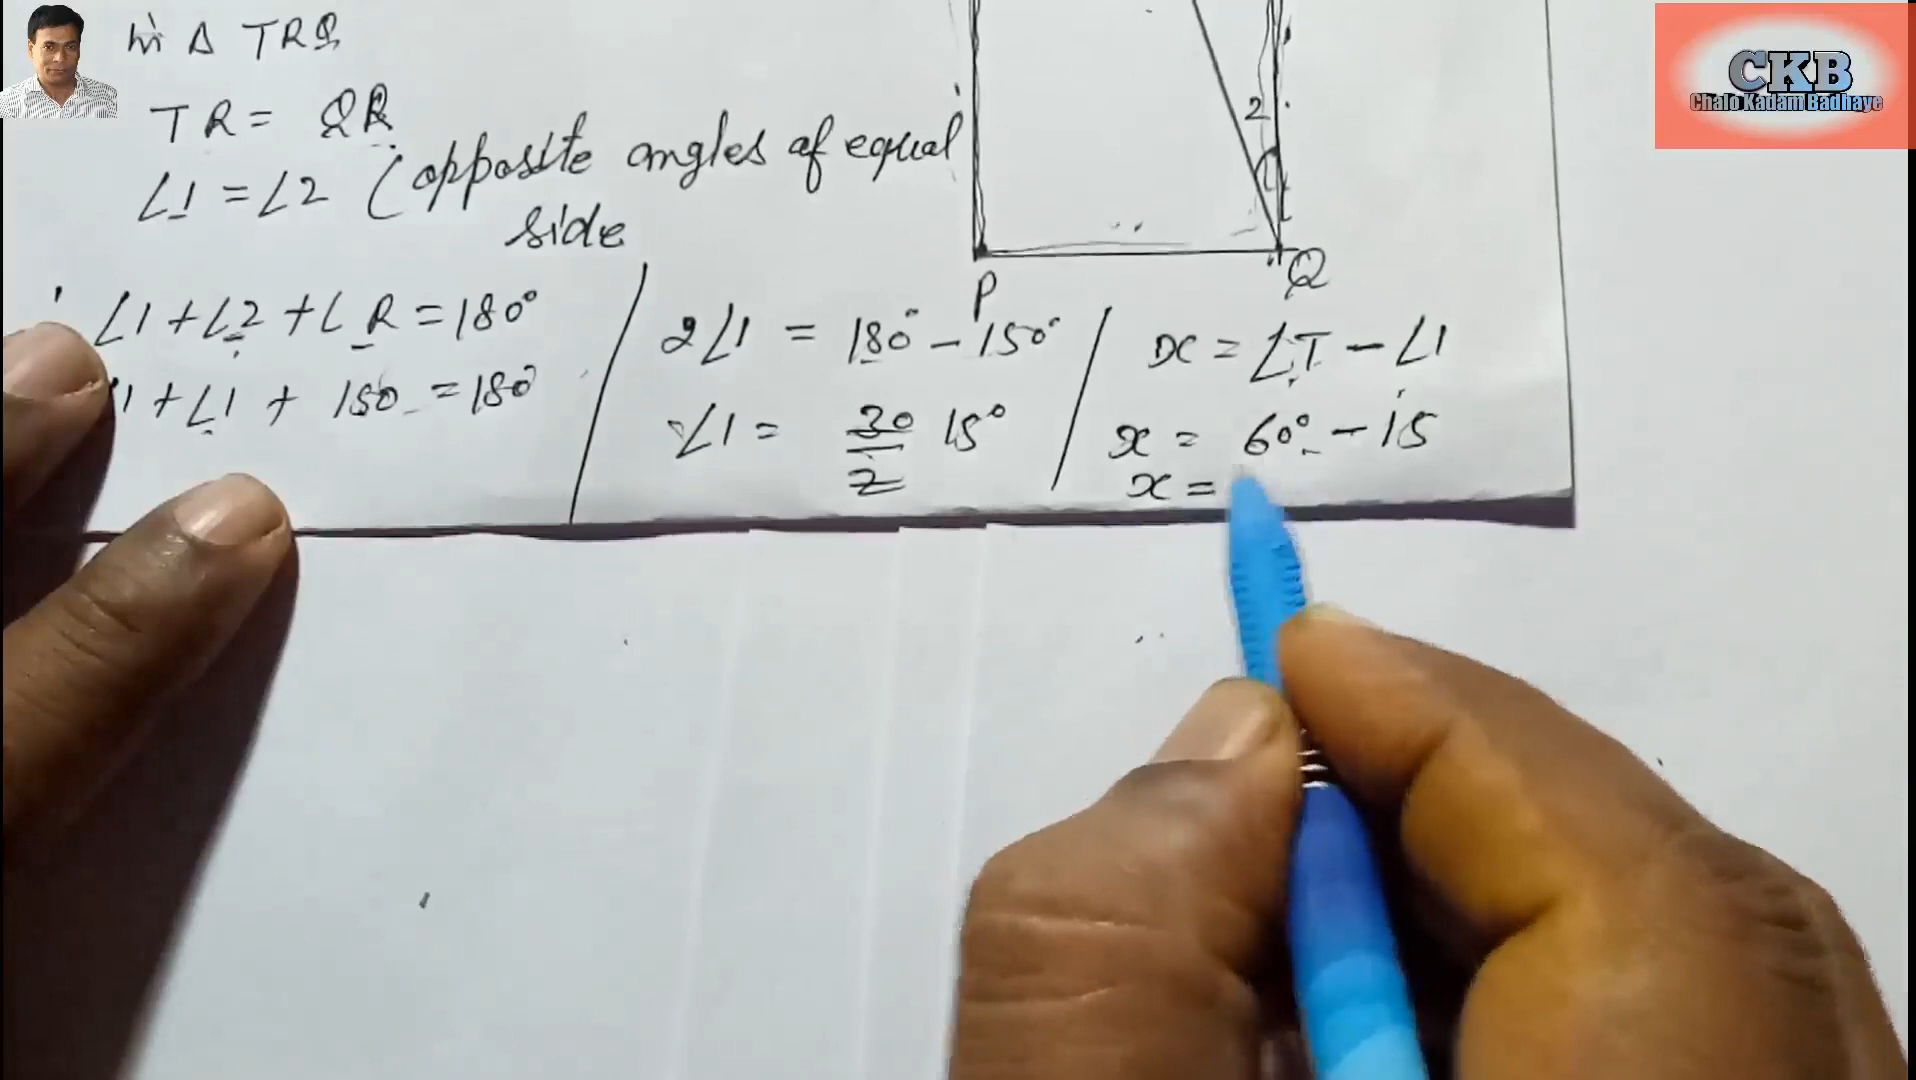 in Δ TRQ
TR = QR
∠1 = ∠2 (opposite angles of equal
side
∠1 + ∠2 + ∠R = 180°
1 + ∠1 + 150 = 180°
2∠1 = 180° - 150°
∠1 = 30/2 15°
x = ∠T - ∠1
x = 60° - 15
x =
2
P
Q
CKB
Chalo Kadam Badhaye